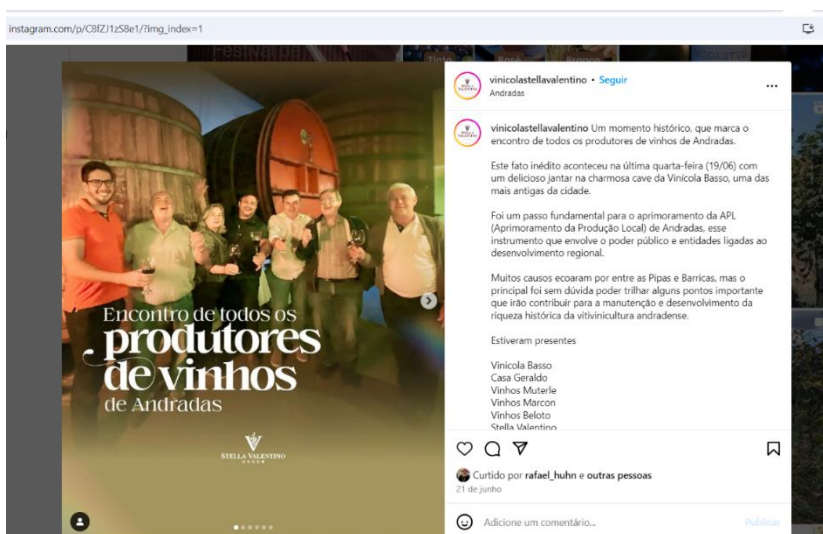 instagram.com/p/C8fZJ1zS8e1/?img_index=1
Festival da
Tinto
Rosé
Branco
Encontro de todos os
produtores
de vinhos
de Andradas
STELLA VALENTINO
vinicolastellavalentino • Seguir
Andradas
vinicolastellavalentino Um momento histórico, que marca o
encontro de todos os produtores de vinhos de Andradas.
Este fato inédito aconteceu na última quarta-feira (19/06) com
um delicioso jantar na charmosa cave da Vinícola Basso, uma das
mais antigas da cidade.
Foi um passo fundamental para o aprimoramento da APL
(Aprimoramento da Produção Local) de Andradas, esse
instrumento que envolve o poder público e entidades ligadas ao
desenvolvimento regional.
Muitos causos ecoaram por entre as Pipas e Barricas, mas o
principal foi sem dúvida poder trilhar alguns pontos importante
que irão contribuir para a manutenção e desenvolvimento da
riqueza histórica da vitivinicultura andradense.
Estiveram presentes
Vinicola Basso
Casa Geraldo
Vinhos Muterle
Vinhos Marcon
Vinhos Beloto
Stella Valentino
Curtido por rafael_huhn e outras pessoas
21 de junho
Adicione um comentário...
Publicar